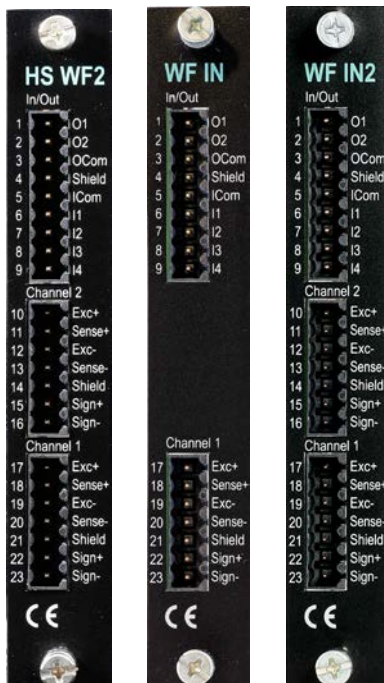 HS WF2
In/Out
1 O1
2 O2
3 OCom
4 Shield
5 ICom
6 I1
7 I2
8 I3
9 I4
Channel 2
10 Exc+
11 Sense+
12 Exc-
13 Sense-
14 Shield
15 Sign+
16 Sign-
Channel 1
17 Exc+
18 Sense+
19 Exc-
20 Sense-
21 Shield
22 Sign+
23 Sign-
CE
WF IN
In/Out
1 O1
2 O2
3 OCom
4 Shield
5 ICom
6 I1
7 I2
8 I3
9 I4
Channel 1
17 Exc+
18 Sense+
19 Exc-
20 Sense-
21 Shield
22 Sign+
23 Sign-
CE
WF IN2
In/Out
1 O1
2 O2
3 OCom
4 Shield
5 ICom
6 I1
7 I2
8 I3
9 I4
Channel 2
10 Exc+
11 Sense+
12 Exc-
13 Sense-
14 Shield
15 Sign+
16 Sign-
Channel 1
17 Exc+
18 Sense+
19 Exc-
20 Sense-
21 Shield
22 Sign+
23 Sign-
CE